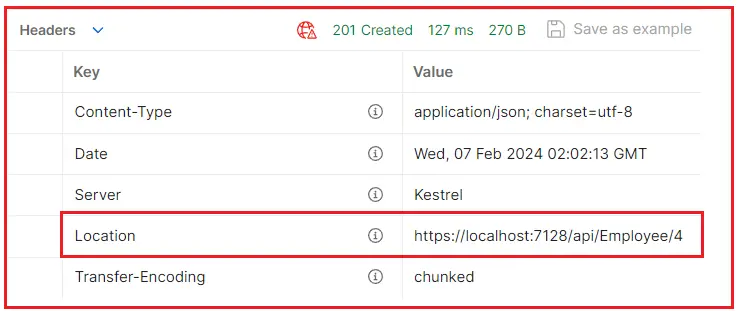 Headers 201 Created 127 ms 270 B Save as example
Key Value
Content-Type application/json; charset=utf-8
Date Wed, 07 Feb 2024 02:02:13 GMT
Server Kestrel
Location https://localhost:7128/api/Employee/4
Transfer-Encoding chunked